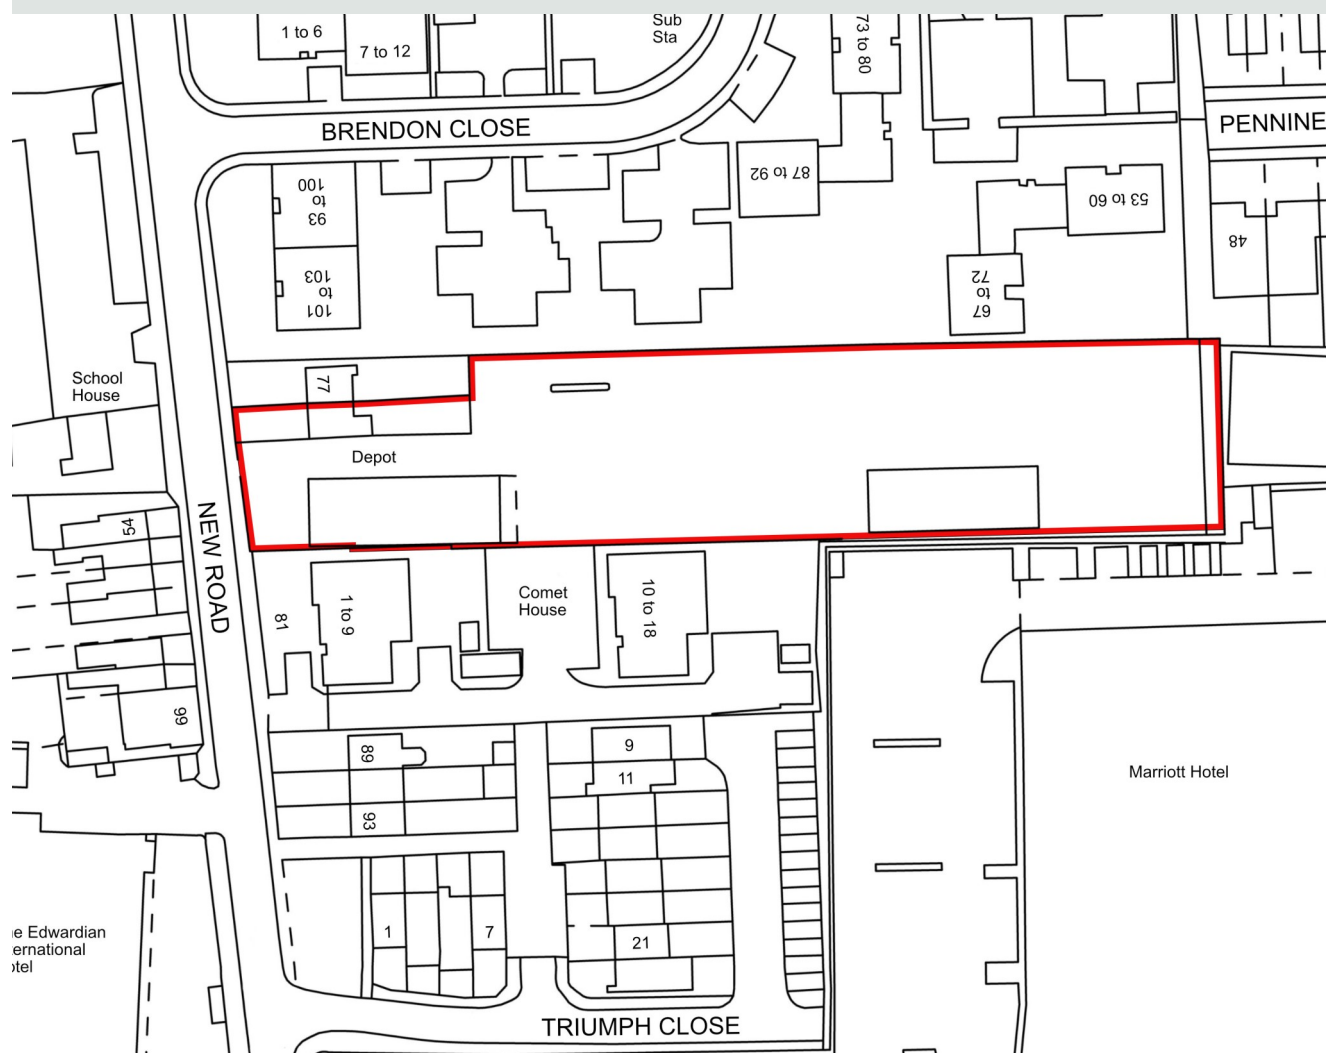 1 to 6
7 to 12
Sub
Sta
73 to 80
BRENDON CLOSE
PENNINE
93
to
100
87 to 92
53 to 60
48
101
to
103
67
to
72
School
House
77
Depot
54
NEW ROAD
81
1 to 9
Comet
House
10 to 18
66
89
9
11
93
Marriott Hotel
1
7
21
Edwardian
TRIUMPH CLOSE